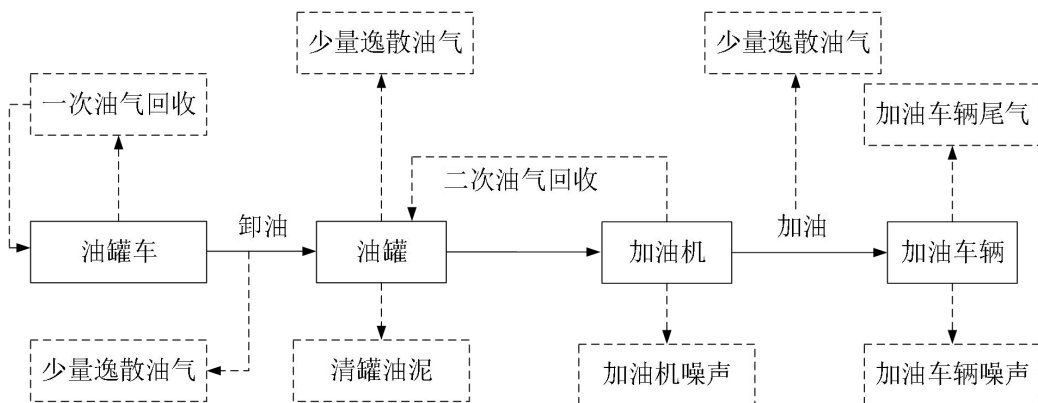 少量逸散油气
少量逸散油气
一次油气回收
加油车辆尾气
二次油气回收
卸油
加油
油罐车
油罐
加油机
加油车辆
少量逸散油气
清罐油泥
加油机噪声
加油车辆噪声